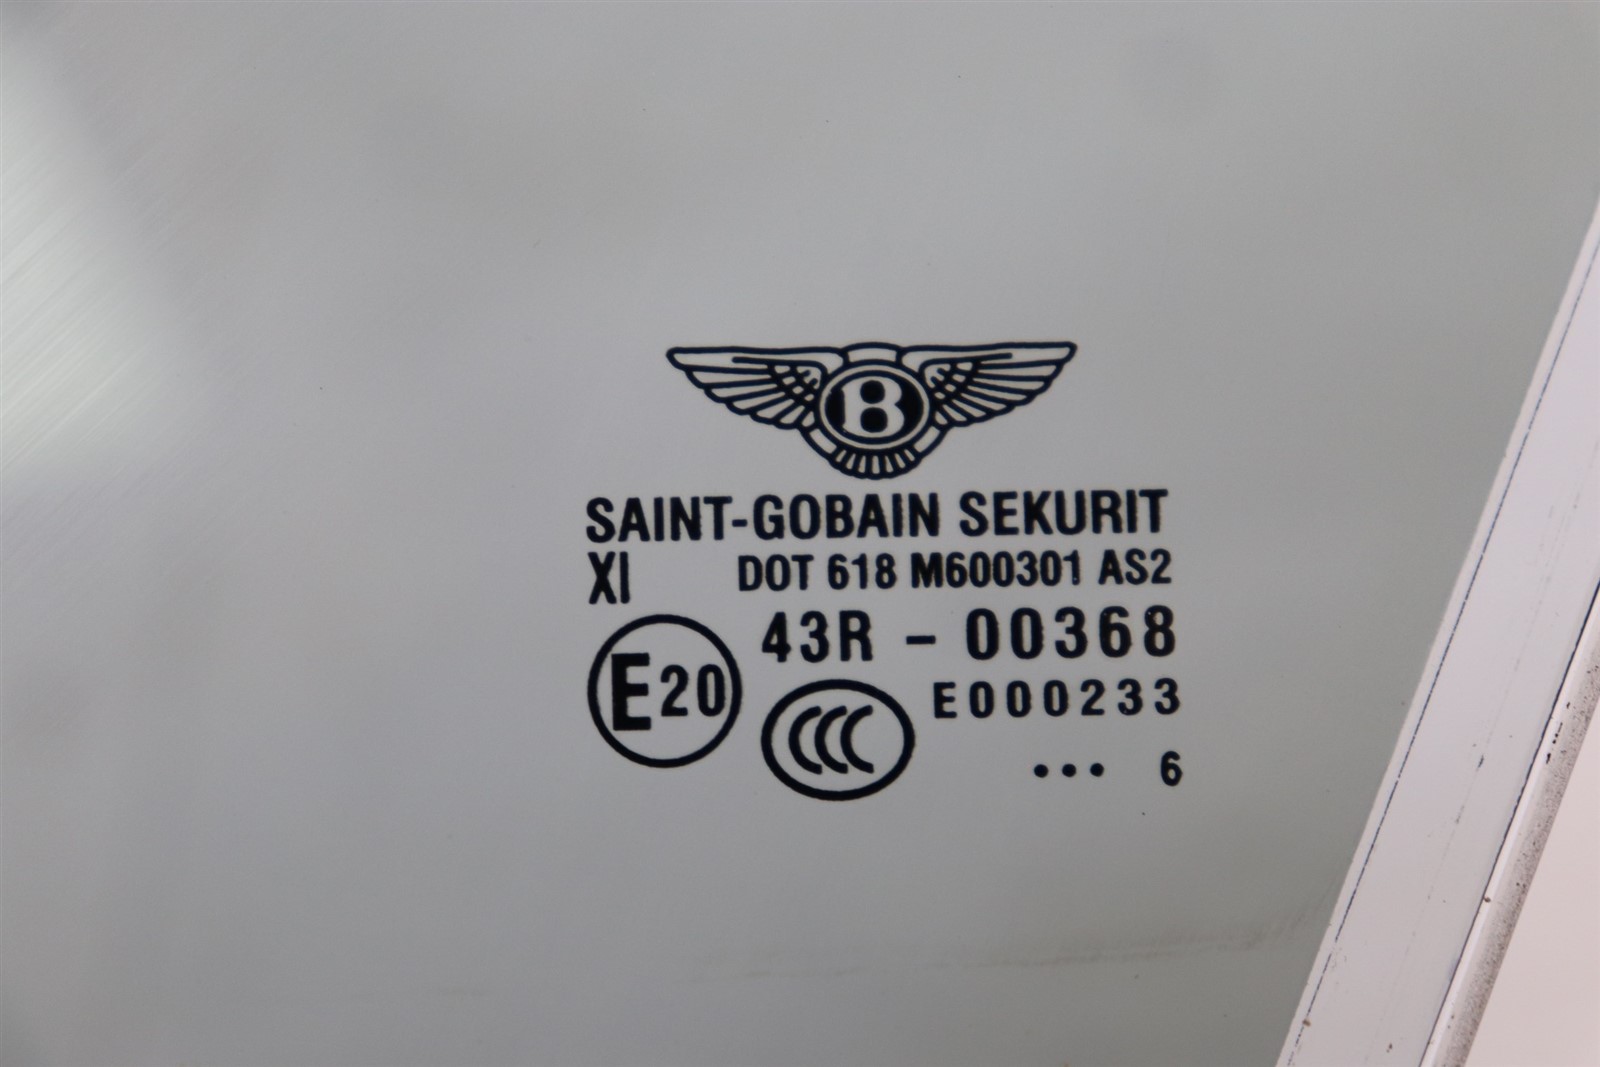 B
SAINT-GOBAIN SEKURIT
XI DOT 618 M600301 AS2
43R - 00368
E20
CCC E000233
... 6